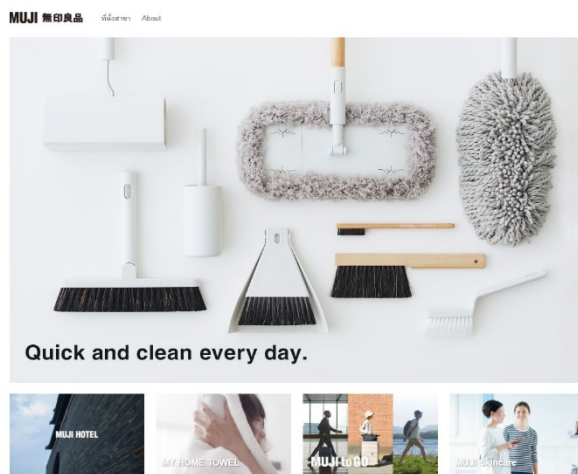 MUJI 無印良品
ที่ตั้งสาขา About
Quick and clean every day.
MUJI HOTEL
MY HOME TOWEL
MUJI to GO
MUJI Skincare